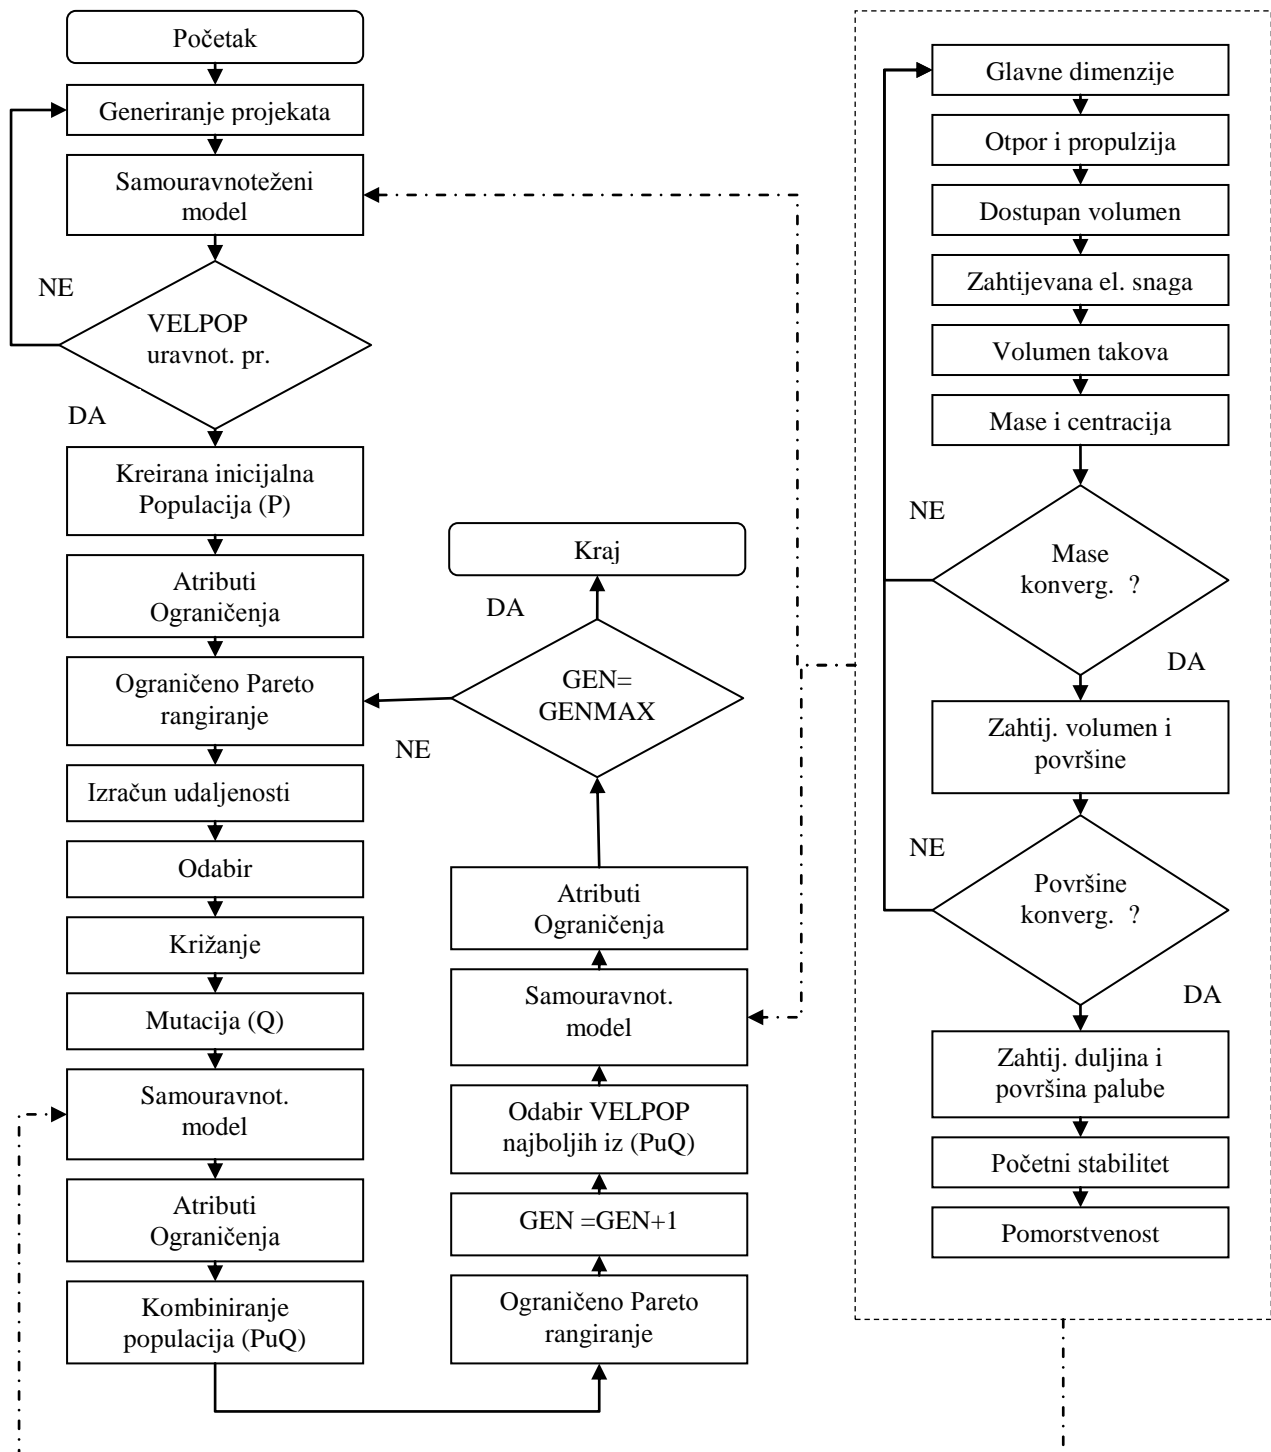 Početak
Generiranje projekata
Samouravnoteženi
model
NE
VELPOP
uravnot. pr.
DA
Kreirana inicijalna
Populacija (P)
Atributi
Ograničenja
Ograničeno Pareto
rangiranje
Izračun udaljenosti
Odabir
Križanje
Mutacija (Q)
Samouravnot.
model
Atributi
Ograničenja
Kombiniranje
populacija (PuQ)
Kraj
DA
GEN=
GENMAX
NE
Atributi
Ograničenja
Samouravnot.
model
Odabir VELPOP
najboljih iz (PuQ)
GEN =GEN+1
Ograničeno Pareto
rangiranje
Glavne dimenzije
Otpor i propulzija
Dostupan volumen
Zahtijevana el. snaga
Volumen takova
Mase i centracija
NE
Mase
konverg. ?
DA
Zahtij. volumen i
površine
NE
Površine
konverg. ?
DA
Zahtij. duljina i
površina palube
Početni stabilitet
Pomorstvenost